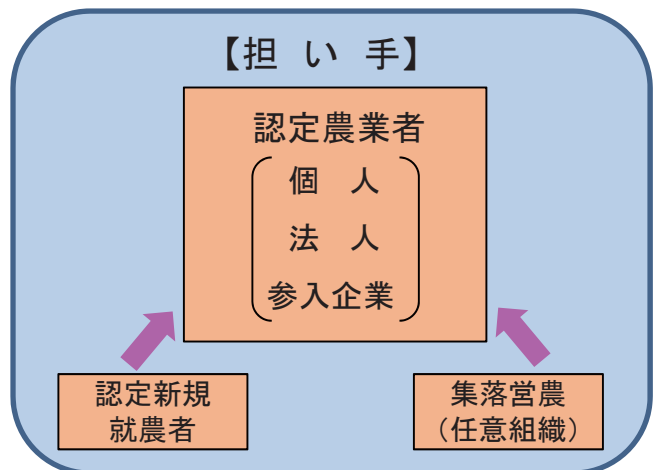 【担 い 手】
認定農業者
個 人
法 人
参入企業
認定新規
就農者
集落営農
（任意組織）